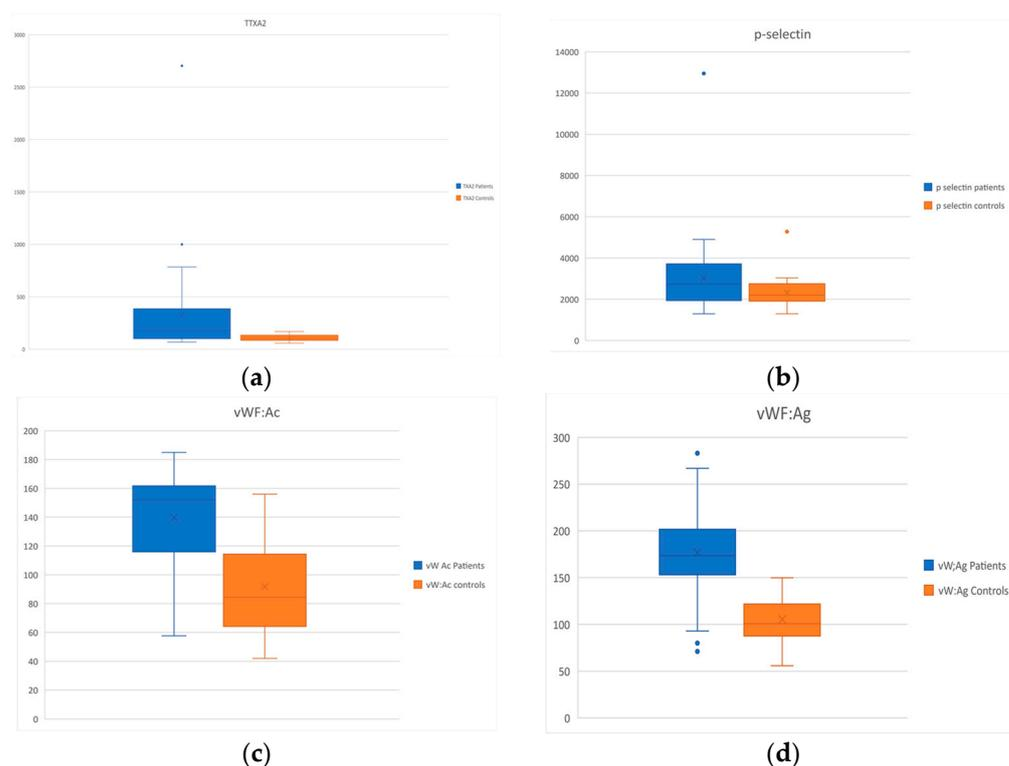 TTXA2
3000
2500
2000
1500
1000
500
0
TXA2 Patients
TXA2 Controls
(a)
p-selectin
14000
12000
10000
8000
6000
4000
2000
0
p selectin patients
p selectin controls
(b)
vWF:Ac
200
180
160
140
120
100
80
60
40
20
0
vW Ac Patients
vW:Ac controls
(c)
vWF:Ag
300
250
200
150
100
50
0
vW;Ag Patients
vW:Ag Controls
(d)